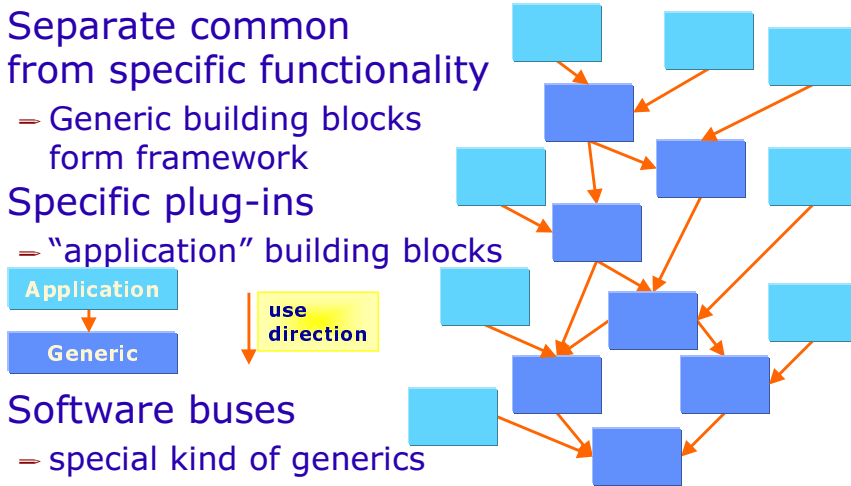 Separate common
from specific functionality
Generic building blocks
form framework
Specific plug-ins
“application” building blocks
Application
use
direction
Generic
Software buses
special kind of generics